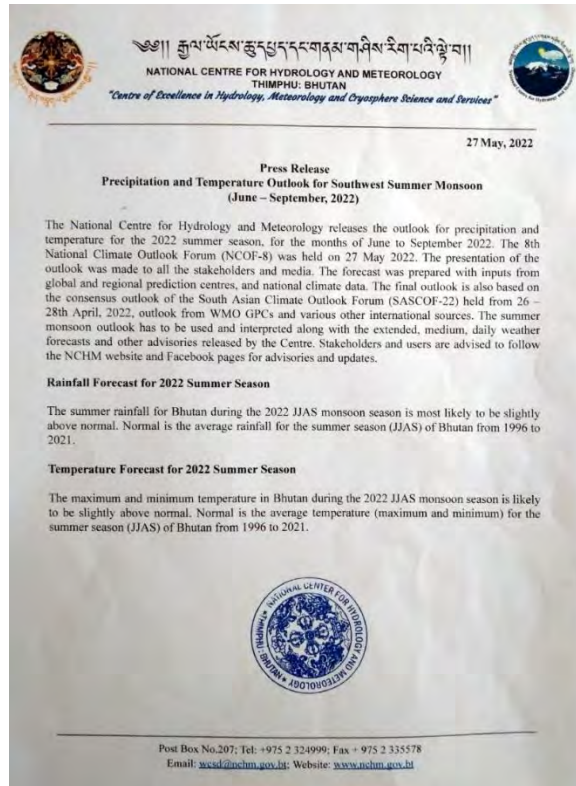 ༄༅།། རྒྱལ་ཡོངས་ཆུ་དཔྱད་དང་གནམ་གཤིས་རིག་པའི་ལྟེ་བ།།
NATIONAL CENTRE FOR HYDROLOGY AND METEOROLOGY
THIMPHU: BHUTAN
"Centre of Excellence in Hydrology, Meteorology and Cryosphere Science and Services"
27 May, 2022
Press Release
Precipitation and Temperature Outlook for Southwest Summer Monsoon
(June – September, 2022)
The National Centre for Hydrology and Meteorology releases the outlook for precipitation and
temperature for the 2022 summer season, for the months of June to September 2022. The 8th
National Climate Outlook Forum (NCOF-8) was held on 27 May 2022. The presentation of the
outlook was made to all the stakeholders and media. The forecast was prepared with inputs from
global and regional prediction centres, and national climate data. The final outlook is also based on
the consensus outlook of the South Asian Climate Outlook Forum (SASCOF-22) held from 26 –
28th April, 2022, outlook from WMO GPCs and various other international sources. The summer
monsoon outlook has to be used and interpreted along with the extended, medium, daily weather
forecasts and other advisories released by the Centre. Stakeholders and users are advised to follow
the NCHM website and Facebook pages for advisories and updates.
Rainfall Forecast for 2022 Summer Season
The summer rainfall for Bhutan during the 2022 JJAS monsoon season is most likely to be slightly
above normal. Normal is the average rainfall for the summer season (JJAS) of Bhutan from 1996 to
2021.
Temperature Forecast for 2022 Summer Season
The maximum and minimum temperature in Bhutan during the 2022 JJAS monsoon season is likely
to be slightly above normal. Normal is the average temperature (maximum and minimum) for the
summer season (JJAS) of Bhutan from 1996 to 2021.
NATIONAL CENTER FOR HYDROLOGY AND METEOROLOGY
THIMPHU: BHUTAN
Post Box No.207; Tel: +975 2 324999; Fax + 975 2 335578
Email: wcsd@nchm.gov.bt; Website: www.nchm.gov.bt